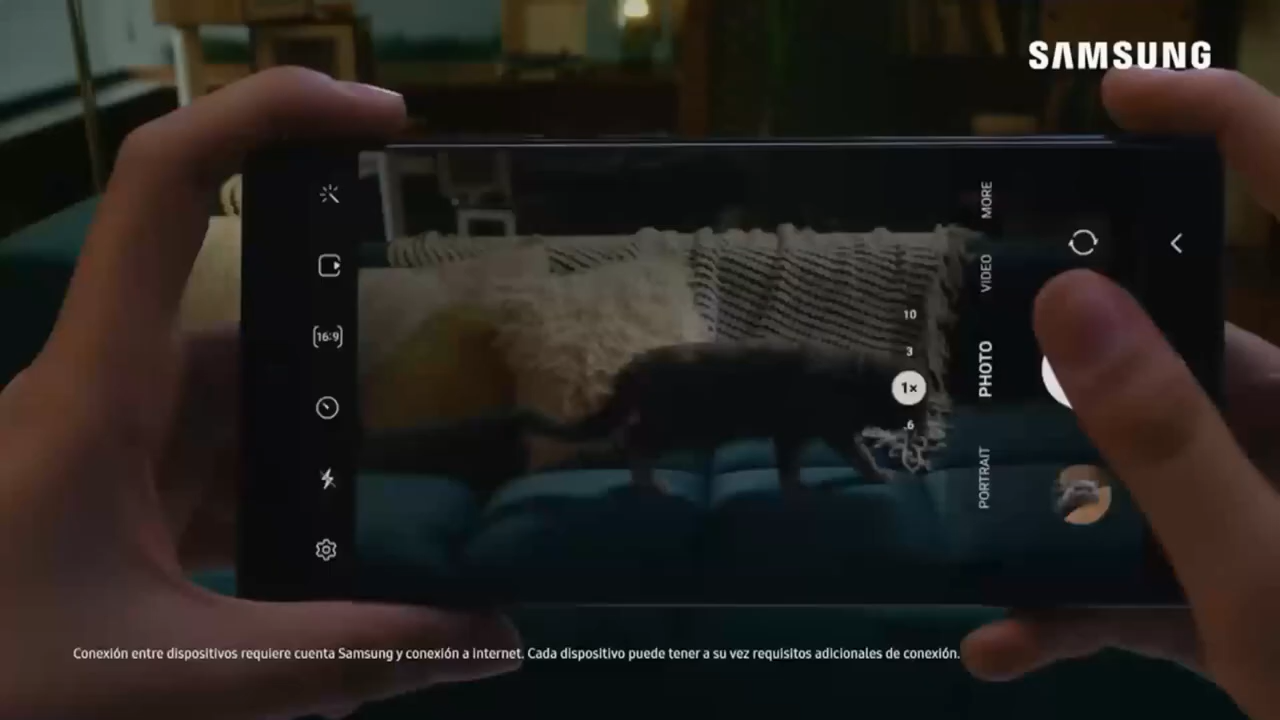 SAMSUNG
MORE
VIDEO
PHOTO
PORTRAIT
16:9
10
3
1×
.6
Conexión entre dispositivos requiere cuenta Samsung y conexión a internet. Cada dispositivo puede tener a su vez requisitos adicionales de conexión.